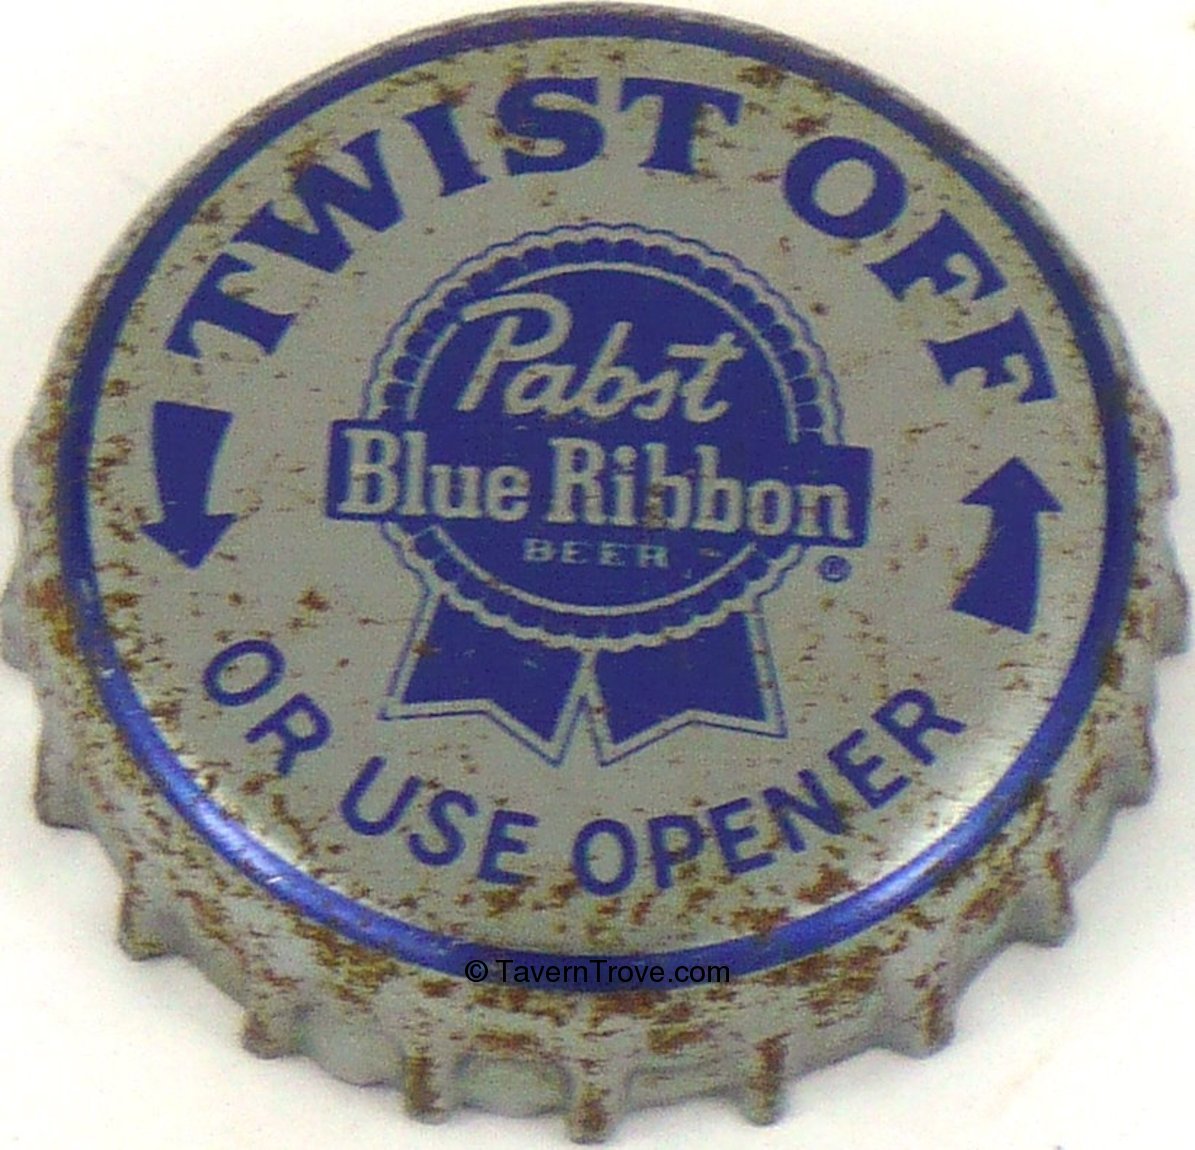 TWIST OFF
Pabst
Blue Ribbon
BEER
®
OR USE OPENER
© TavernTrove.com